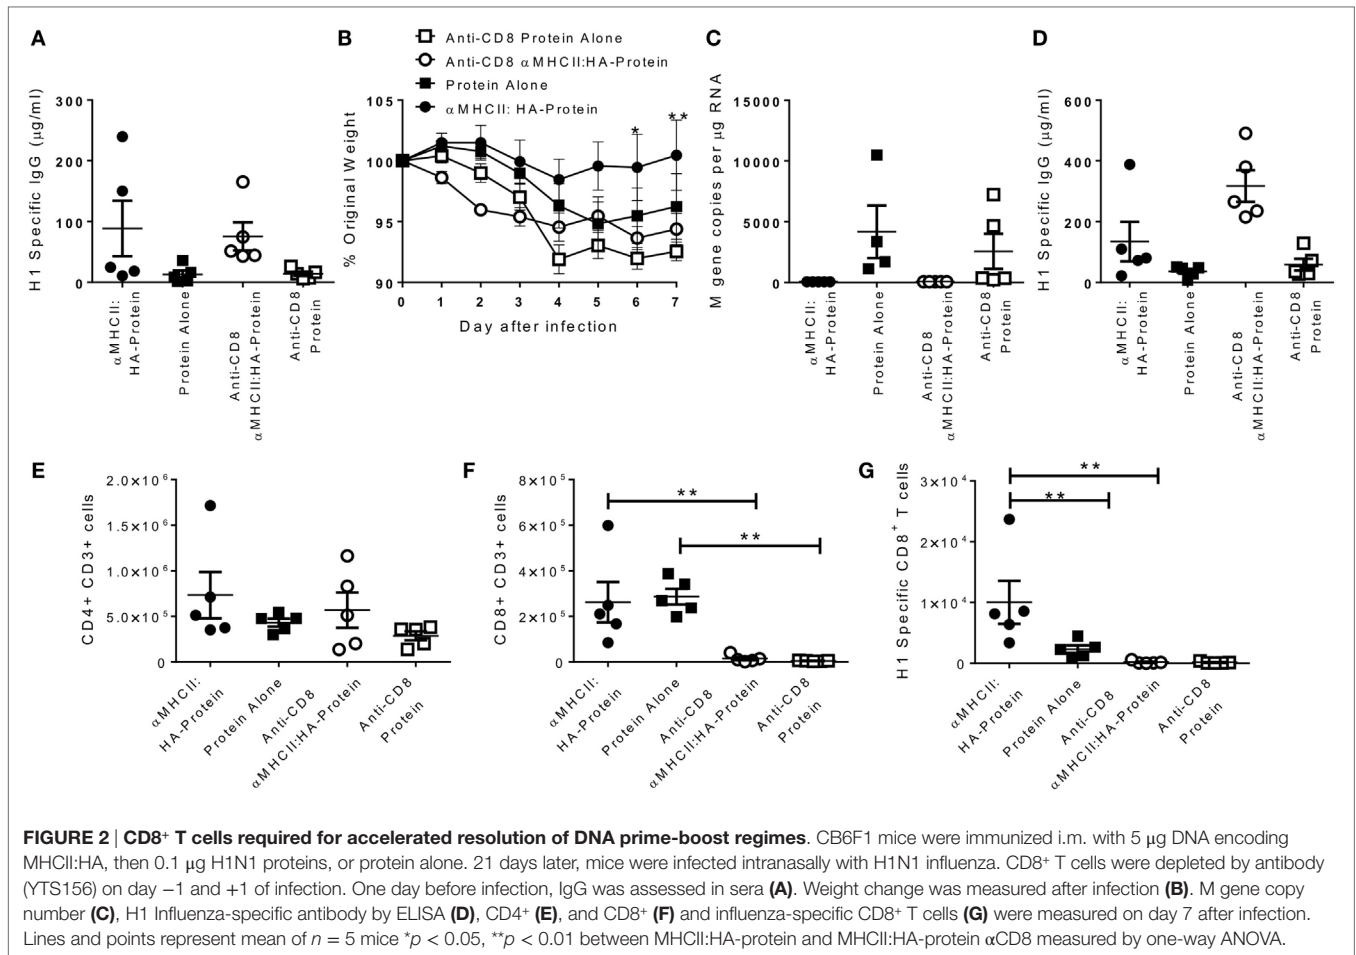 A
H1 Specific IgG (µg/ml)
300
200
100
0
αMHCII:
HA-Protein
Protein Alone
Anti-CD8
αMHCII:HA-Protein
Anti-CD8
Protein
B
Anti-CD8 Protein Alone
Anti-CD8 αMHCII:HA-Protein
Protein Alone
αMHCII: HA-Protein
% Original Weight
105
100
95
90
*
**
0 1 2 3 4 5 6 7
Day after infection
C
M gene copies per µg RNA
15000
10000
5000
0
αMHCII:
HA-Protein
Protein Alone
Anti-CD8
αMHCII:HA-Protein
Anti-CD8
Protein
D
H1 Specific IgG (µg/ml)
600
400
200
0
αMHCII:
HA-Protein
Protein Alone
Anti-CD8
αMHCII:HA-Protein
Anti-CD8
Protein
E
CD4+ CD3+ cells
2.0×10⁶
1.5×10⁶
1.0×10⁶
5.0×10⁵
0
αMHCII:
HA-Protein
Protein Alone
Anti-CD8
αMHCII:HA-Protein
Anti-CD8
Protein
F
CD8+ CD3+ cells
8×10⁵
6×10⁵
4×10⁵
2×10⁵
0
**
**
αMHCII:
HA-Protein
Protein Alone
Anti-CD8
αMHCII:HA-Protein
Anti-CD8
Protein
G
H1 Specific CD8⁺ T cells
3×10⁴
2×10⁴
1×10⁴
0
**
**
αMHCII:
HA-Protein
Protein Alone
Anti-CD8
αMHCII:HA-Protein
Anti-CD8
Protein
FIGURE 2 | CD8⁺ T cells required for accelerated resolution of DNA prime-boost regimes. CB6F1 mice were immunized i.m. with 5 µg DNA encoding
MHCII:HA, then 0.1 µg H1N1 proteins, or protein alone. 21 days later, mice were infected intranasally with H1N1 influenza. CD8⁺ T cells were depleted by antibody
(YTS156) on day −1 and +1 of infection. One day before infection, IgG was assessed in sera (A). Weight change was measured after infection (B). M gene copy
number (C), H1 Influenza-specific antibody by ELISA (D), CD4⁺ (E), and CD8⁺ (F) and influenza-specific CD8⁺ T cells (G) were measured on day 7 after infection.
Lines and points represent mean of n = 5 mice *p < 0.05, **p < 0.01 between MHCII:HA-protein and MHCII:HA-protein αCD8 measured by one-way ANOVA.